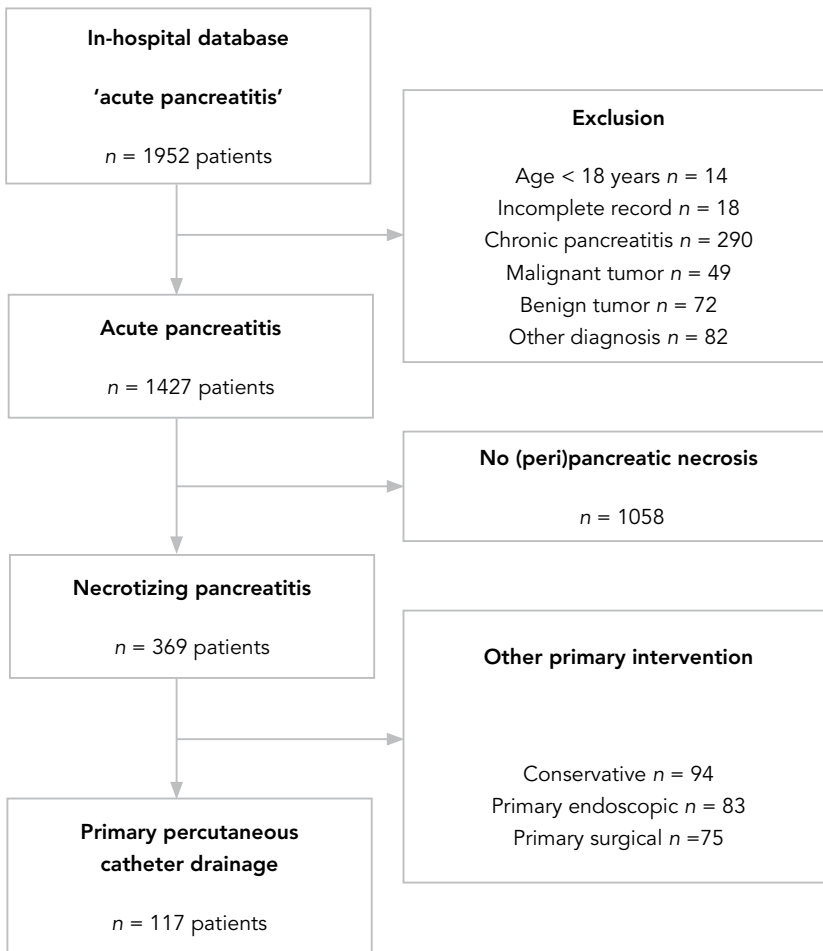 In-hospital database
‘acute pancreatitis’
n = 1952 patients
Exclusion
Age < 18 years n = 14
Incomplete record n = 18
Chronic pancreatitis n = 290
Malignant tumor n = 49
Benign tumor n = 72
Other diagnosis n = 82
Acute pancreatitis
n = 1427 patients
No (peri)pancreatic necrosis
n = 1058
Necrotizing pancreatitis
n = 369 patients
Other primary intervention
Conservative n = 94
Primary endoscopic n = 83
Primary surgical n =75
Primary percutaneous
catheter drainage
n = 117 patients